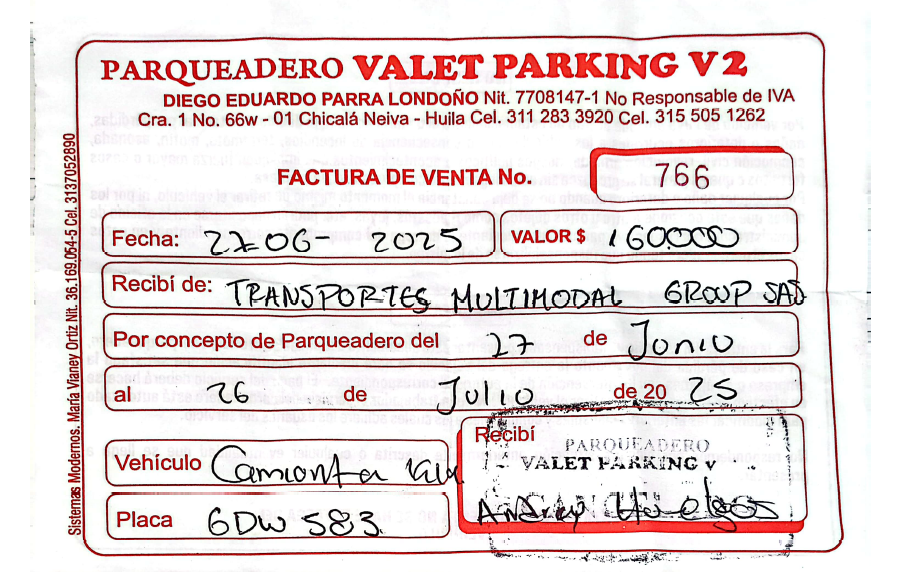 PARQUEADERO VALET PARKING V2
DIEGO EDUARDO PARRA LONDOÑO Nit. 7708147-1 No Responsable de IVA
Cra. 1 No. 66w - 01 Chicalá Neiva - Huila Cel. 311 283 3920 Cel. 315 505 1262
FACTURA DE VENTA No. 766
Fecha: 27-06- 2025 VALOR $ 160000
Recibí de: TRANSPORTES MULTIMODAL GROUP SAS
Por concepto de Parqueadero del 27 de Junio
al 26 de Julio de 20 25
Recibí
PARQUEADERO
VALET PARKING V
Vehículo Camionta
Placa GDW 583
Sistemas Modernos. María Vianey Ortiz Nit. 36.169.054-5 Cel. 3137052890